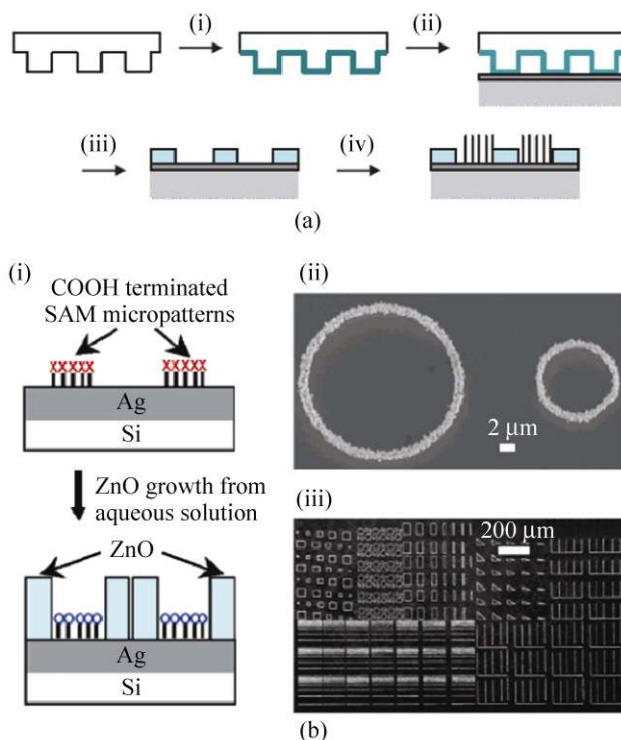 (i)
(ii)
(iii)
(iv)
(a)
(i)
COOH terminated
SAM micropatterns
Ag
Si
ZnO growth from
aqueous solution
ZnO
Ag
Si
(ii)
2 μm
(iii)
200 μm
(b)